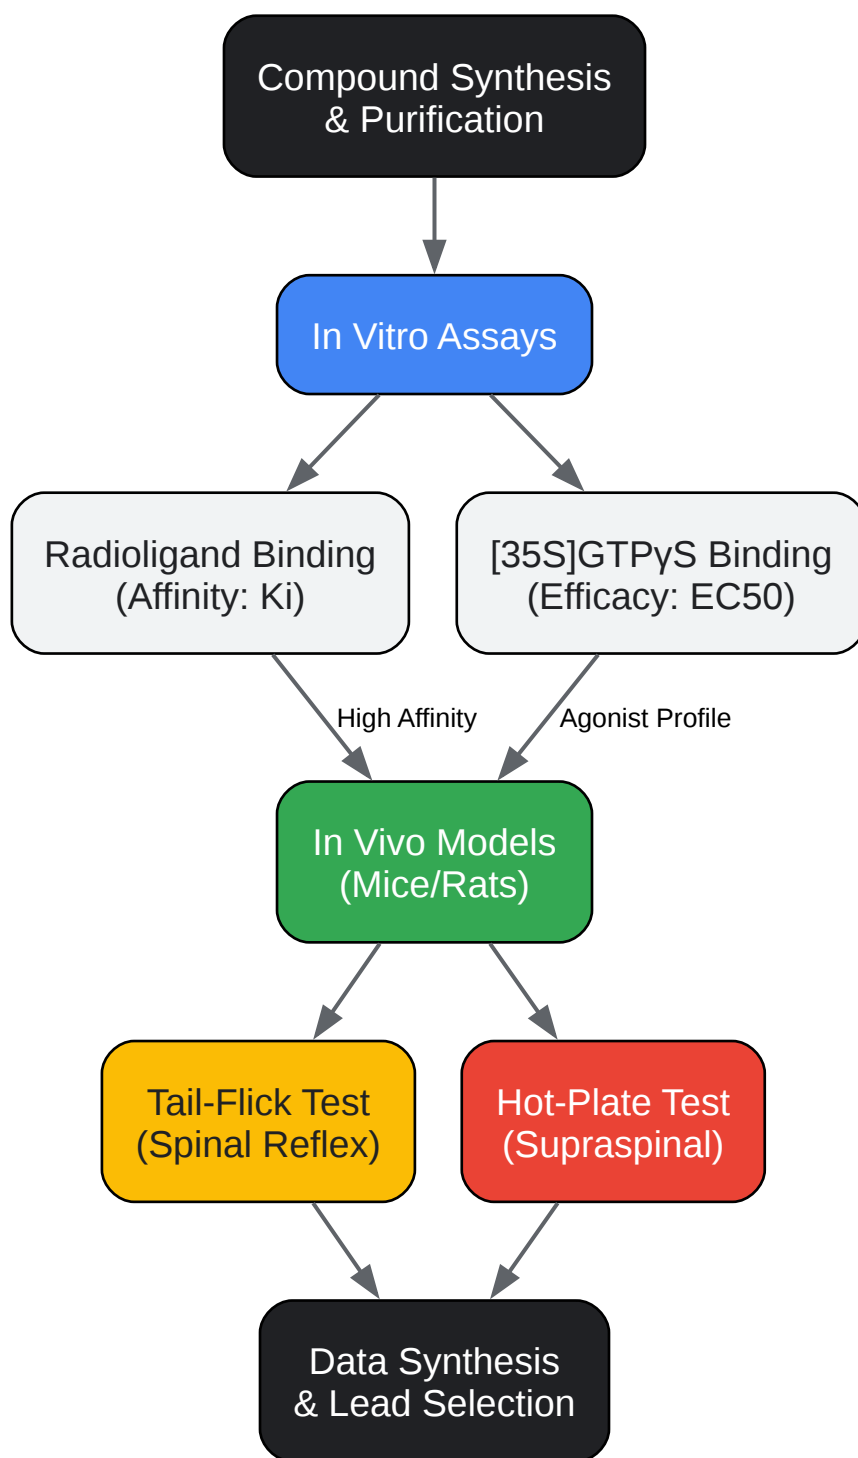 Compound Synthesis
& Purification
In Vitro Assays
Radioligand Binding
(Affinity: Ki)
[35S]GTPγS Binding
(Efficacy: EC50)
High Affinity
Agonist Profile
In Vivo Models
(Mice/Rats)
Tail-Flick Test
(Spinal Reflex)
Hot-Plate Test
(Supraspinal)
Data Synthesis
& Lead Selection